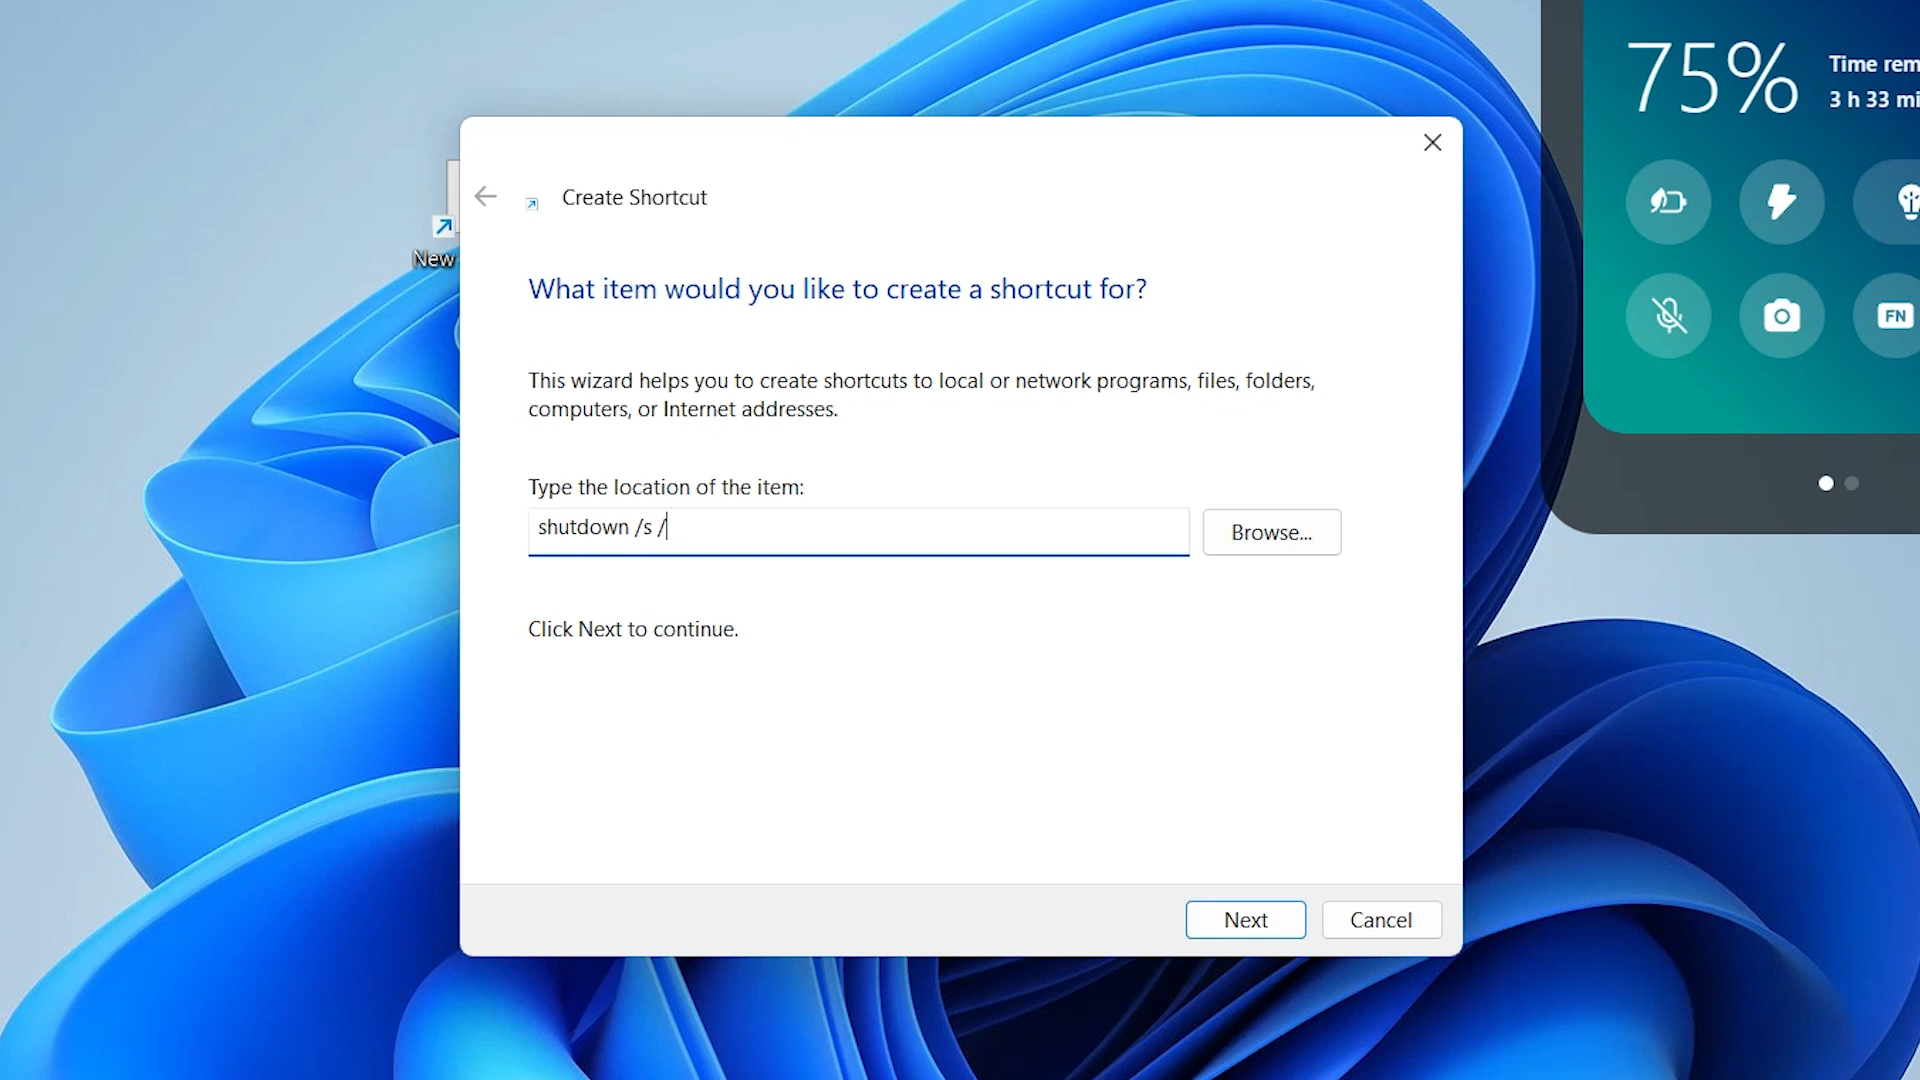 75%
Time rem
3 h 33 mi
FN
New
Create Shortcut
What item would you like to create a shortcut for?
This wizard helps you to create shortcuts to local or network programs, files, folders,
computers, or Internet addresses.
Type the location of the item:
shutdown /s /
Browse...
Click Next to continue.
Next
Cancel